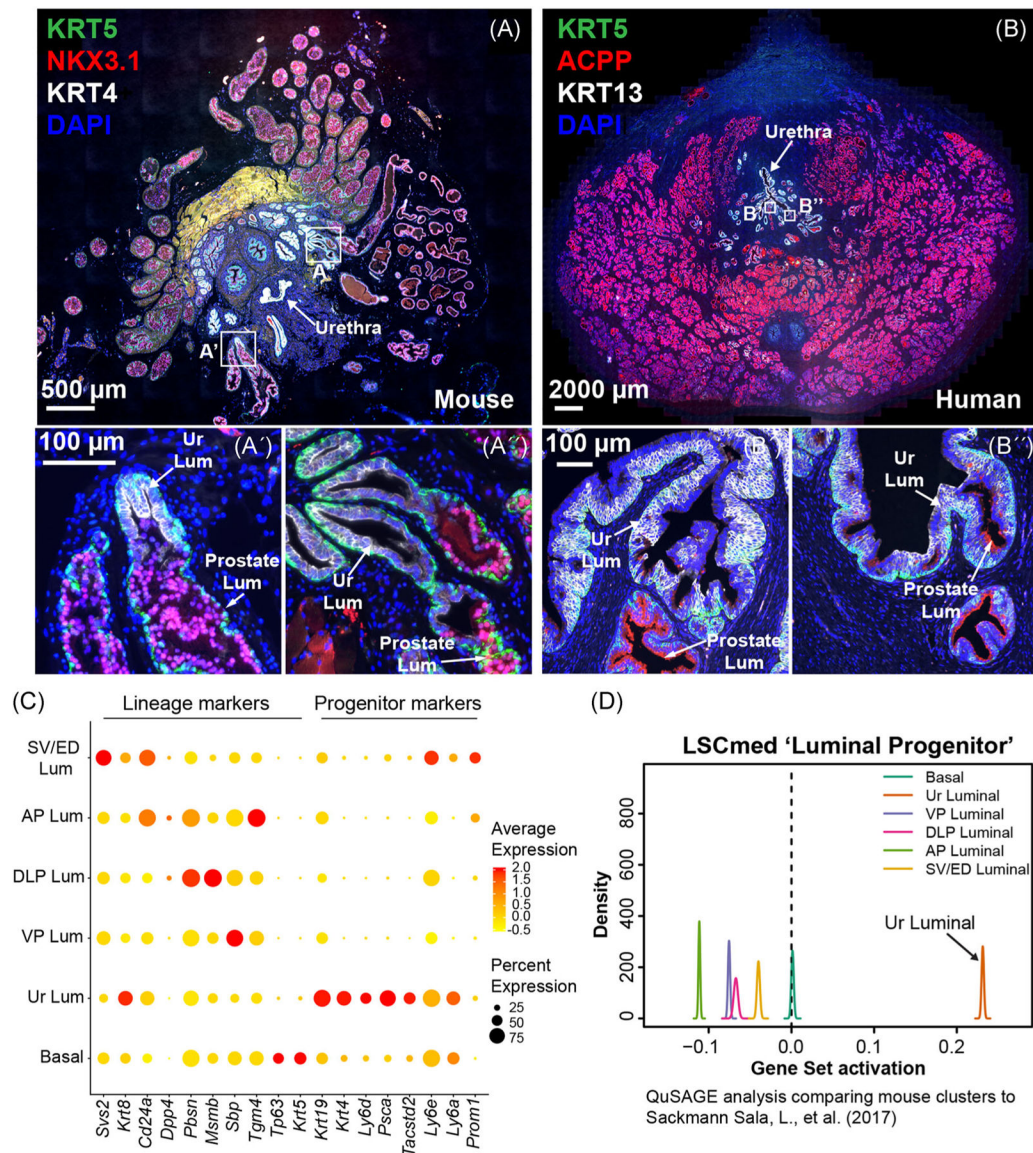 KRT5
NKX3.1
KRT4
DAPI
(A)
A
Urethra
A'
500 µm
Mouse
KRT5
ACPP
KRT13
DAPI
(B)
Urethra
B'
B''
2000 µm
Human
100 µm
(A´)
Ur
Lum
Prostate
Lum
(A´´)
Ur
Lum
Prostate
Lum
100 µm
(B´)
Ur
Lum
Prostate
Lum
(B´´)
Ur
Lum
Prostate
Lum
(C)
Lineage markers
Progenitor markers
SV/ED
Lum
AP Lum
DLP Lum
VP Lum
Ur Lum
Basal
Svs2
Krt8
Cd24a
Dpp4
Pbsn
Msmb
Sbp
Tgm4
Tp63
Krt5
Krt19
Krt4
Ly6d
Psca
Tacstd2
Ly6e
Ly6a
Prom1
Average
Expression
2.0
1.5
1.0
0.5
0.0
-0.5
Percent
Expression
25
50
75
(D)
LSCmed 'Luminal Progenitor'
Basal
Ur Luminal
VP Luminal
DLP Luminal
AP Luminal
SV/ED Luminal
Ur Luminal
Density
800
600
400
200
0
−0.1
0.0
0.1
0.2
Gene Set activation
QuSAGE analysis comparing mouse clusters to
Sackmann Sala, L., et al. (2017)